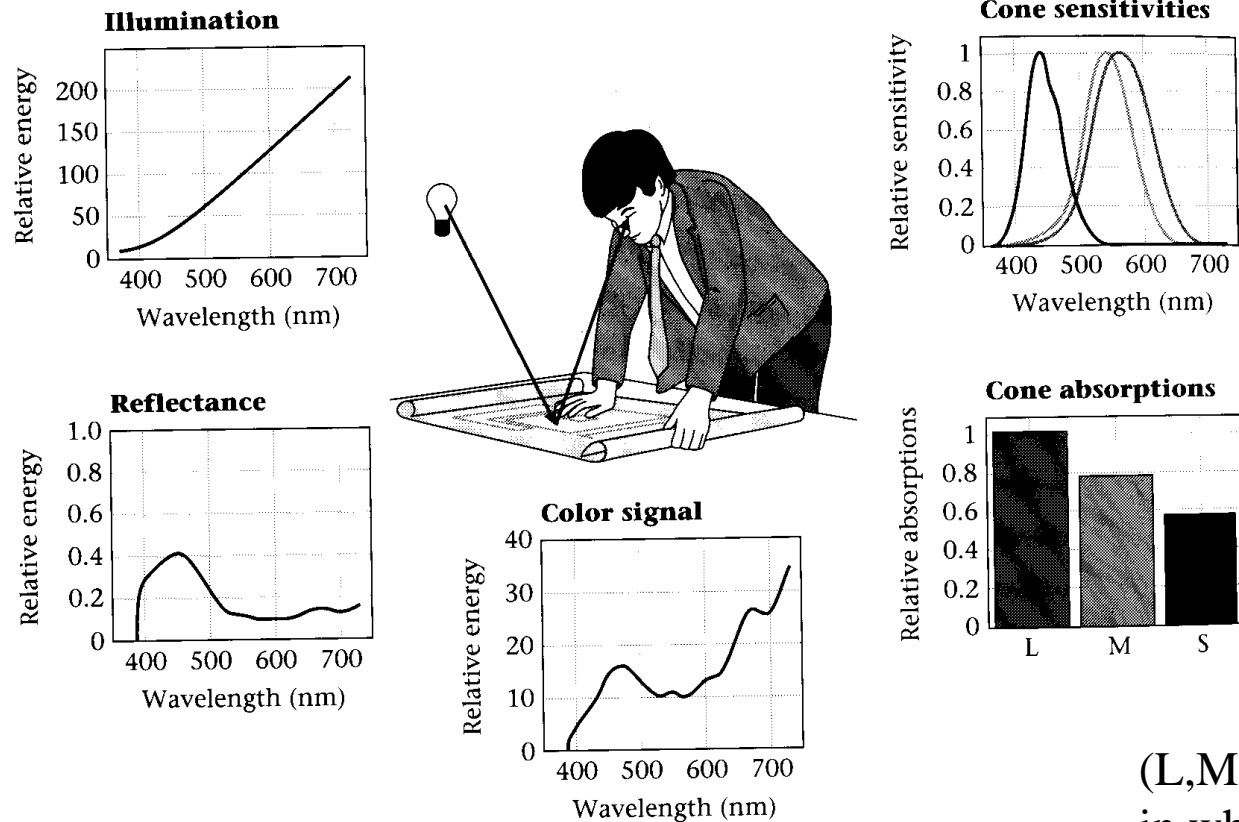 Illumination
Relative energy
200
150
100
50
0
400 500 600 700
Wavelength (nm)
Cone sensitivities
Relative sensitivity
1
0.8
0.6
0.4
0.2
0
400 500 600 700
Wavelength (nm)
Reflectance
Relative energy
1.0
0.8
0.6
0.4
0.2
0
400 500 600 700
Wavelength (nm)
Color signal
Relative energy
40
30
20
10
0
400 500 600 700
Wavelength (nm)
Cone absorptions
Relative absorptions
1
0.8
0.6
0.4
0.2
0
L M S
(L,M